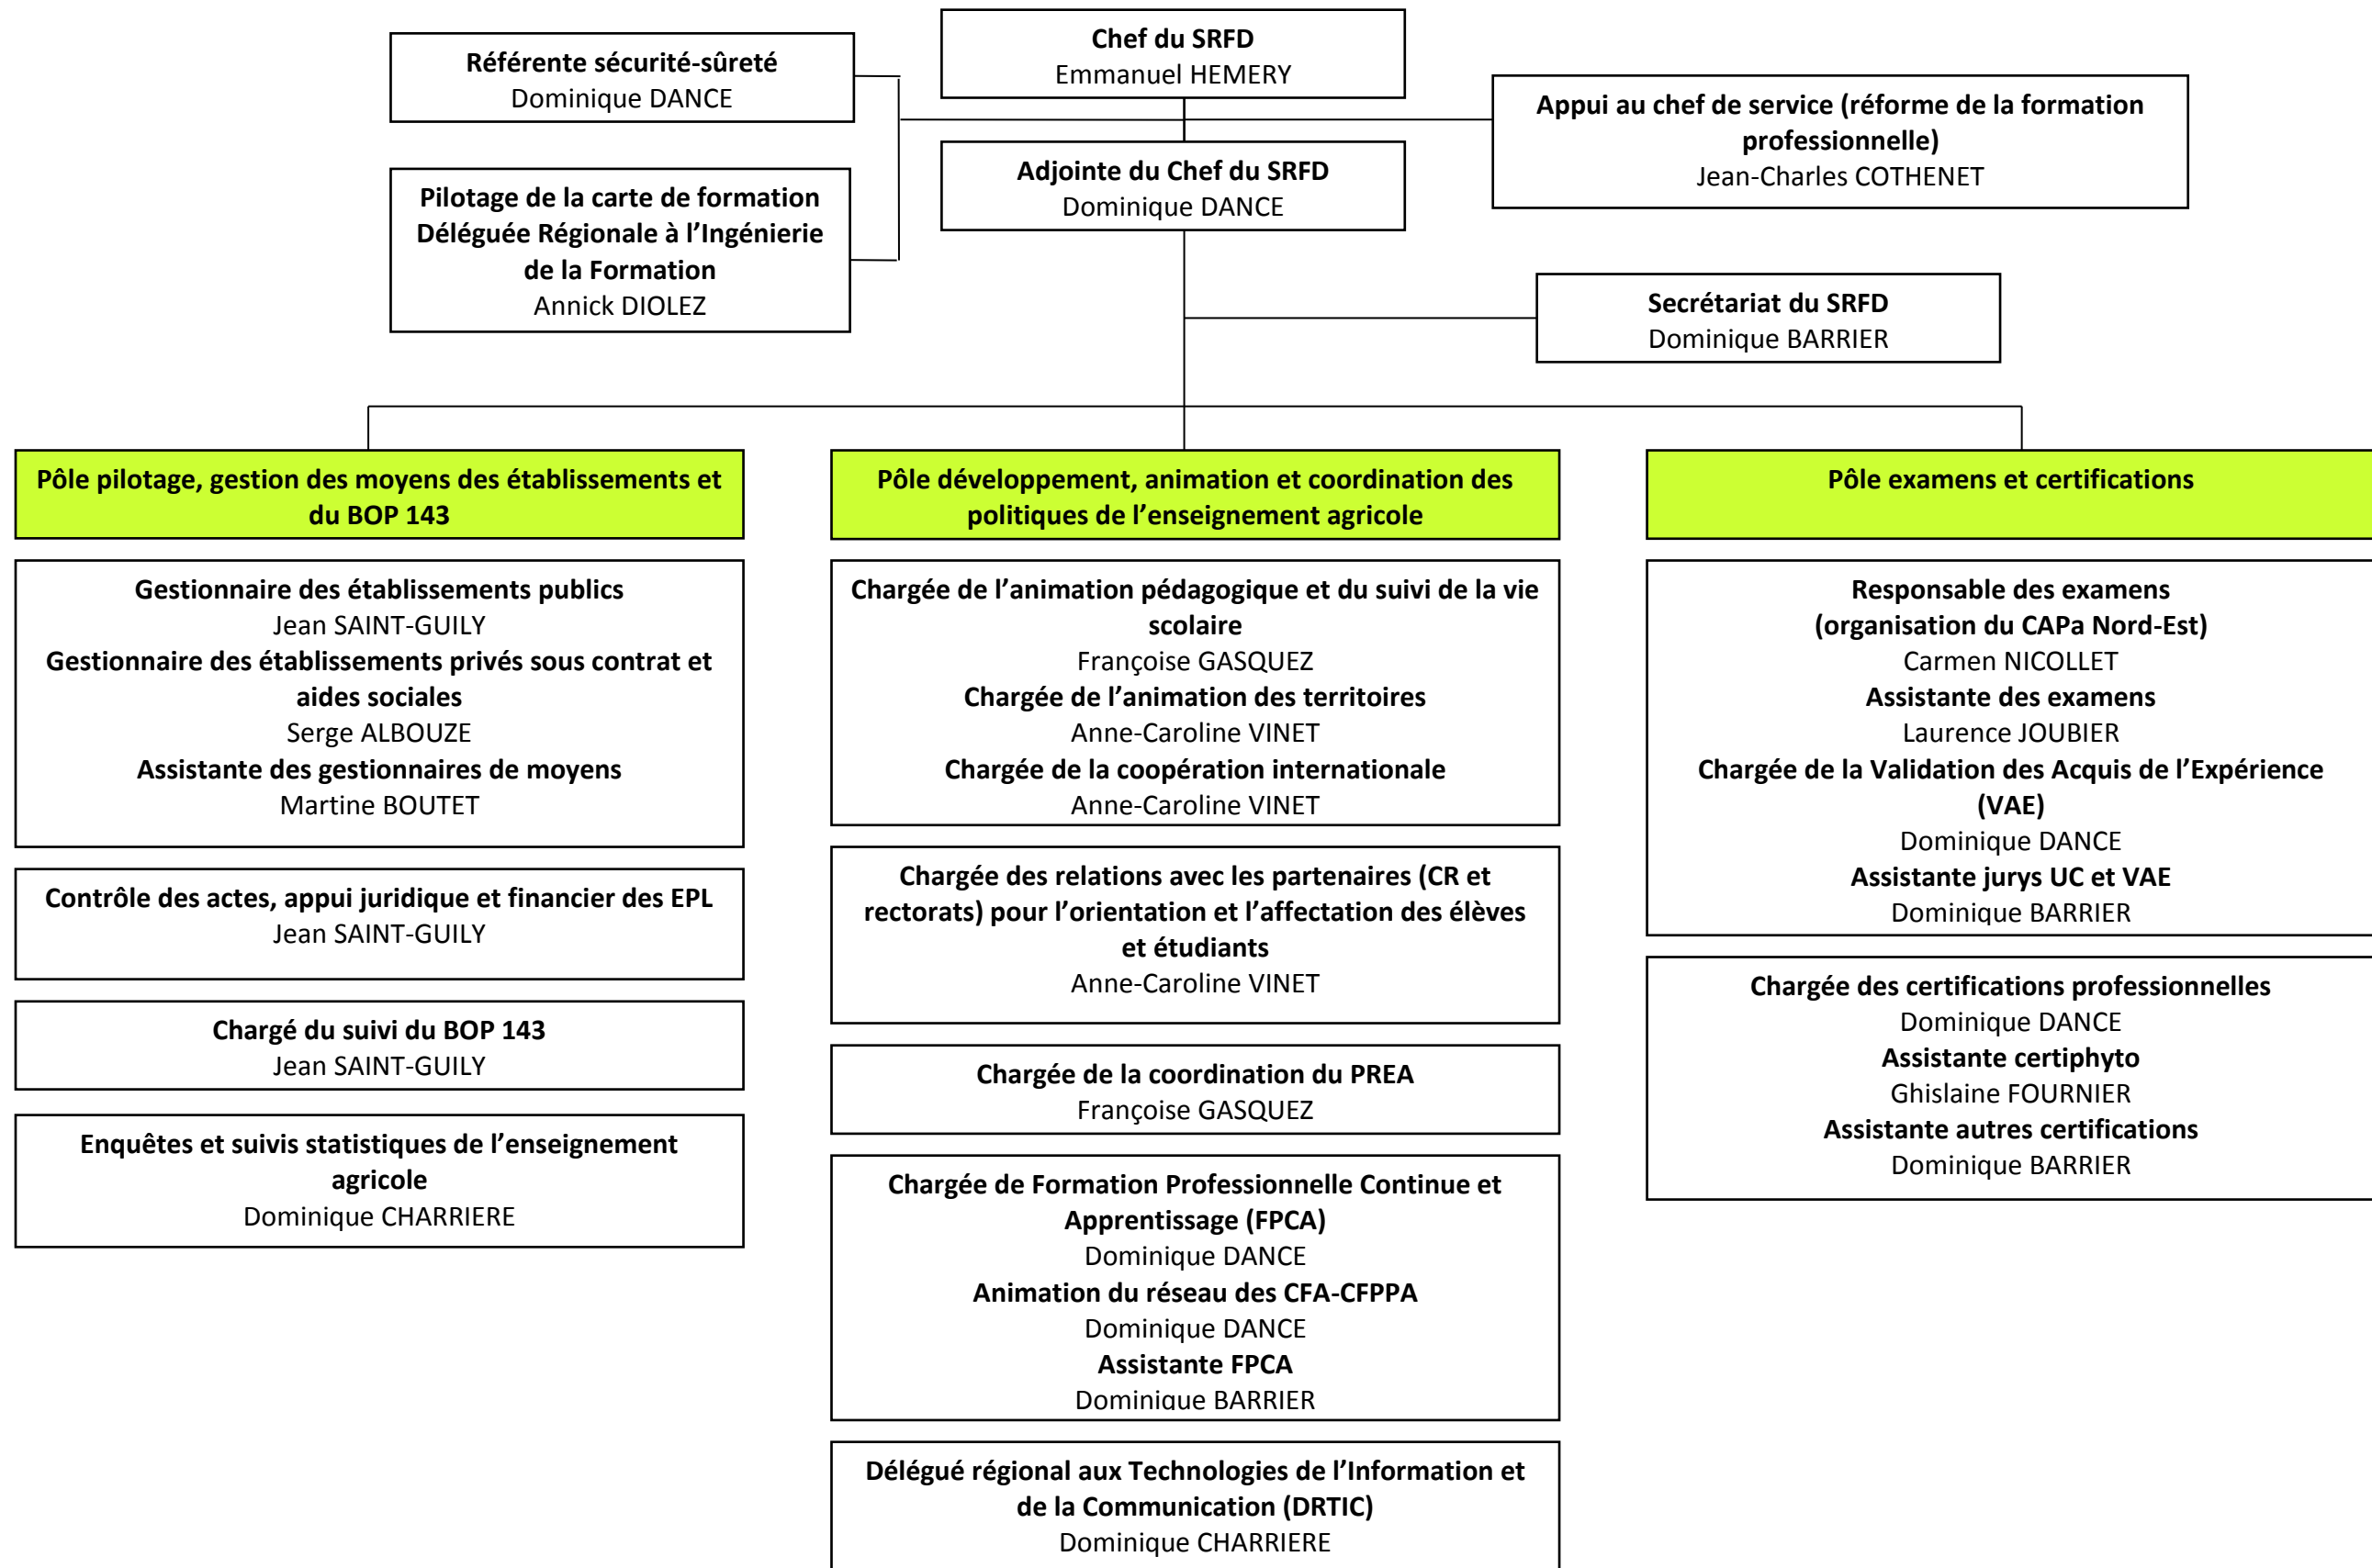 Chef du SRFD
Emmanuel HEMERY
Référente sécurité-sûreté
Dominique DANCE
Appui au chef de service (réforme de la formation
professionnelle)
Jean-Charles COTHENET
Adjointe du Chef du SRFD
Dominique DANCE
Pilotage de la carte de formation
Déléguée Régionale à l’Ingénierie
de la Formation
Annick DIOLEZ
Secrétariat du SRFD
Dominique BARRIER
Pôle pilotage, gestion des moyens des établissements et
du BOP 143
Gestionnaire des établissements publics
Jean SAINT-GUILY
Gestionnaire des établissements privés sous contrat et
aides sociales
Serge ALBOUZE
Assistante des gestionnaires de moyens
Martine BOUTET
Contrôle des actes, appui juridique et financier des EPL
Jean SAINT-GUILY
Chargé du suivi du BOP 143
Jean SAINT-GUILY
Enquêtes et suivis statistiques de l’enseignement
agricole
Dominique CHARRIERE
Pôle développement, animation et coordination des
politiques de l’enseignement agricole
Chargée de l’animation pédagogique et du suivi de la vie
scolaire
Françoise GASQUEZ
Chargée de l’animation des territoires
Anne-Caroline VINET
Chargée de la coopération internationale
Anne-Caroline VINET
Chargée des relations avec les partenaires (CR et
rectorats) pour l’orientation et l’affectation des élèves
et étudiants
Anne-Caroline VINET
Chargée de la coordination du PREA
Françoise GASQUEZ
Chargée de Formation Professionnelle Continue et
Apprentissage (FPCA)
Dominique DANCE
Animation du réseau des CFA-CFPPA
Dominique DANCE
Assistante FPCA
Dominique BARRIER
Délégué régional aux Technologies de l’Information et
de la Communication (DRTIC)
Dominique CHARRIERE
Pôle examens et certifications
Responsable des examens
(organisation du CAPa Nord-Est)
Carmen NICOLLET
Assistante des examens
Laurence JOUBIER
Chargée de la Validation des Acquis de l’Expérience
(VAE)
Dominique DANCE
Assistante jurys UC et VAE
Dominique BARRIER
Chargée des certifications professionnelles
Dominique DANCE
Assistante certiphyto
Ghislaine FOURNIER
Assistante autres certifications
Dominique BARRIER